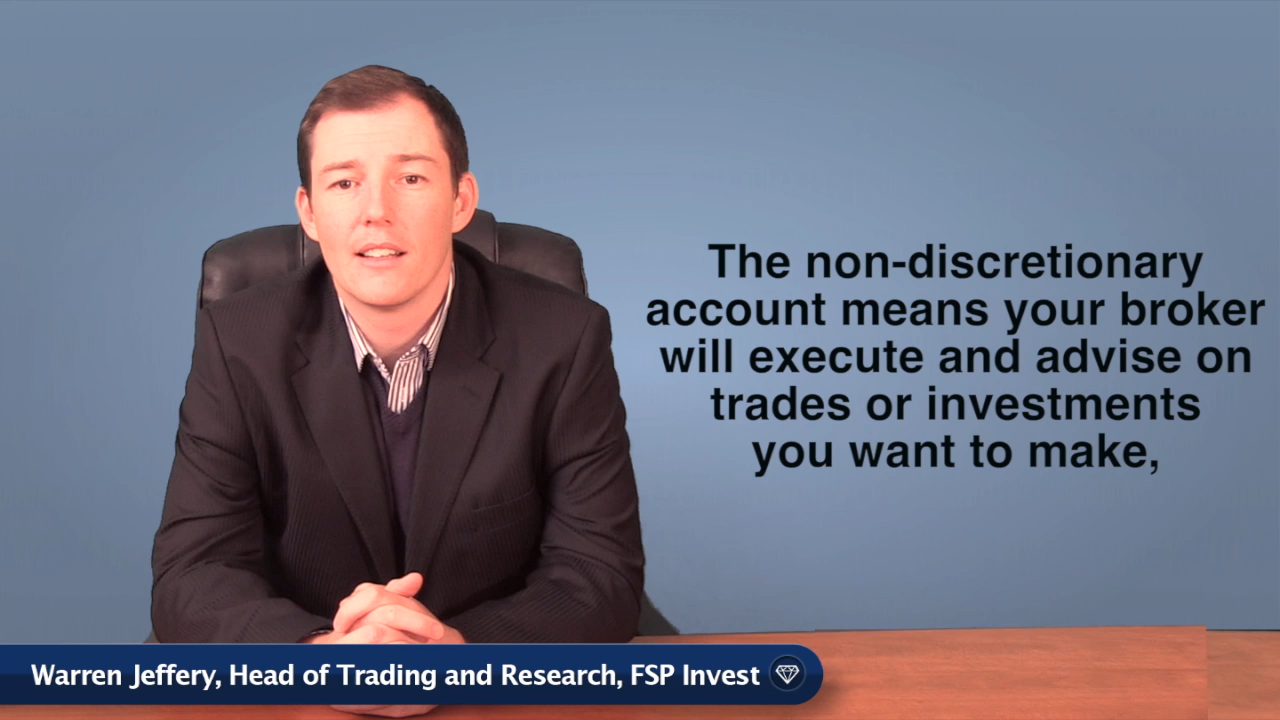 The non-discretionary
account means your broker
will execute and advise on
trades or investments
you want to make,
Warren Jeffery, Head of Trading and Research, FSP Invest